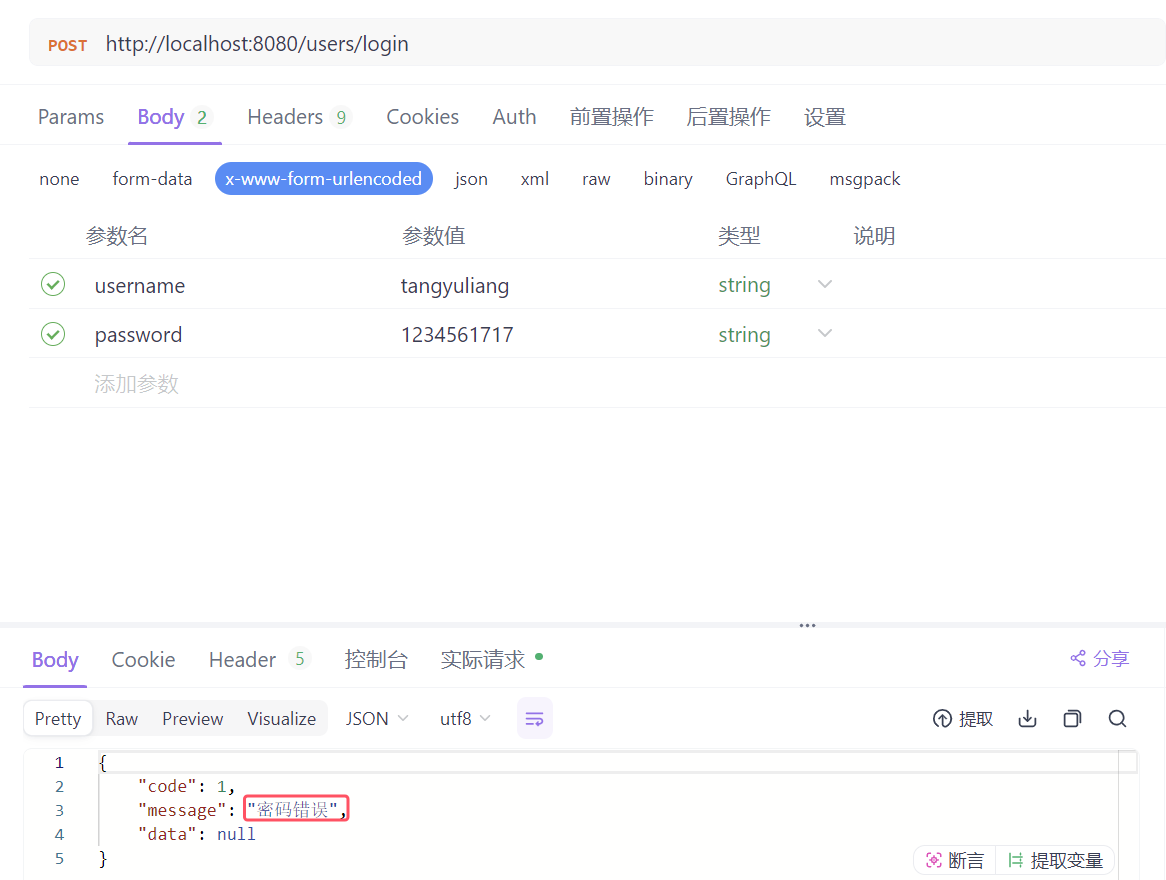 POST http://localhost:8080/users/login
Params Body 2 Headers 9 Cookies Auth 前置操作 后置操作 设置
none form-data x-www-form-urlencoded json xml raw binary GraphQL msgpack
参数名 参数值 类型 说明
username tangyuliang string
password 1234561717 string
添加参数
Body Cookie Header 5 控制台 实际请求 分享
Pretty Raw Preview Visualize JSON utf8 提取
1 {
2 "code": 1,
3 "message": "密码错误",
4 "data": null
5 }
断言 提取变量